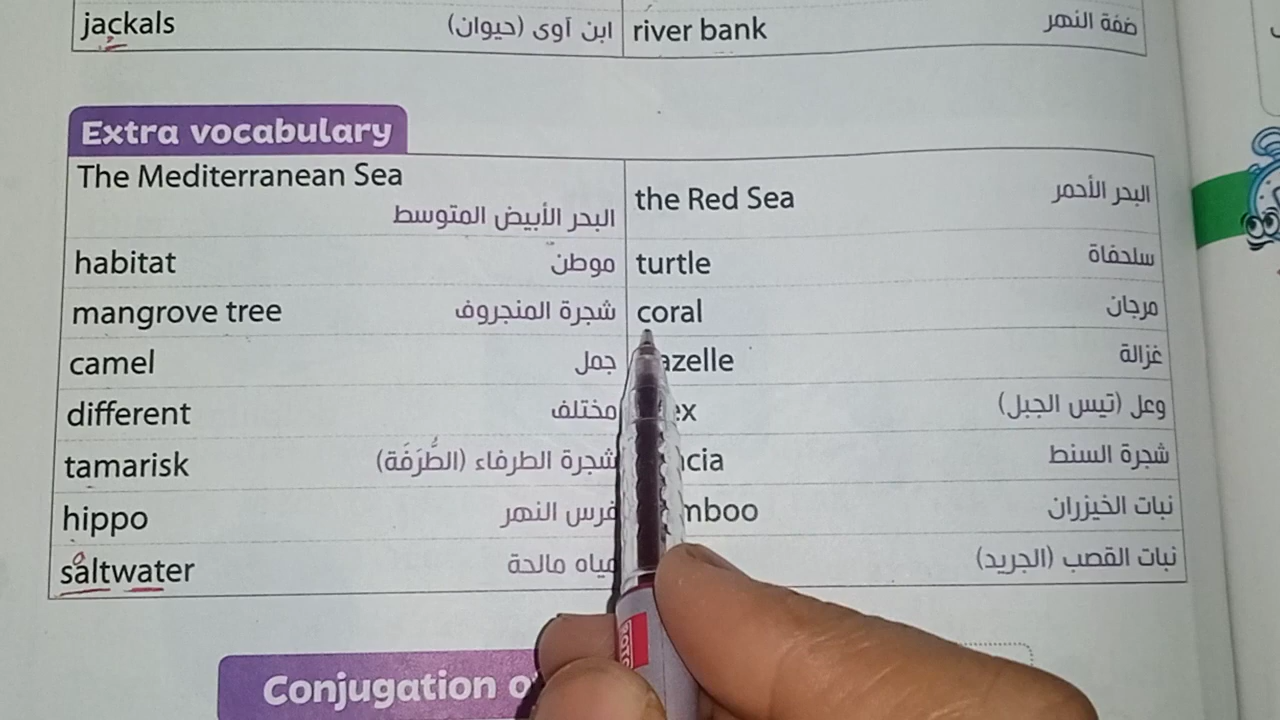 jackals ابن آوى (حيوان) river bank ضفة النهر
Extra vocabulary
The Mediterranean Sea البحر الأبيض المتوسط the Red Sea البحر الأحمر
habitat موطن turtle سلحفاة
mangrove tree شجرة المنجروف coral مرجان
camel جمل azelle غزالة
different مختلف ex وعل (تيس الجبل)
tamarisk شجرة الطرفاء (الطَّرَفَة) cia شجرة السنط
hippo فرس النهر mboo نبات الخيزران
saltwater مياه مالحة نبات القصب (الجريد)
Conjugation o